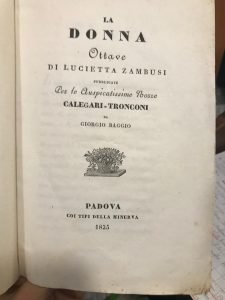 LA
DONNA
Ottave
DI LUCIETTA ZAMBUSI
PUBBLICATE
Per le Auspicatissime Nozze
CALEGARI-TRONCONI
DA
GIORGIO BAGGIO
PADOVA
COI TIPI DELLA MINERVA
1835